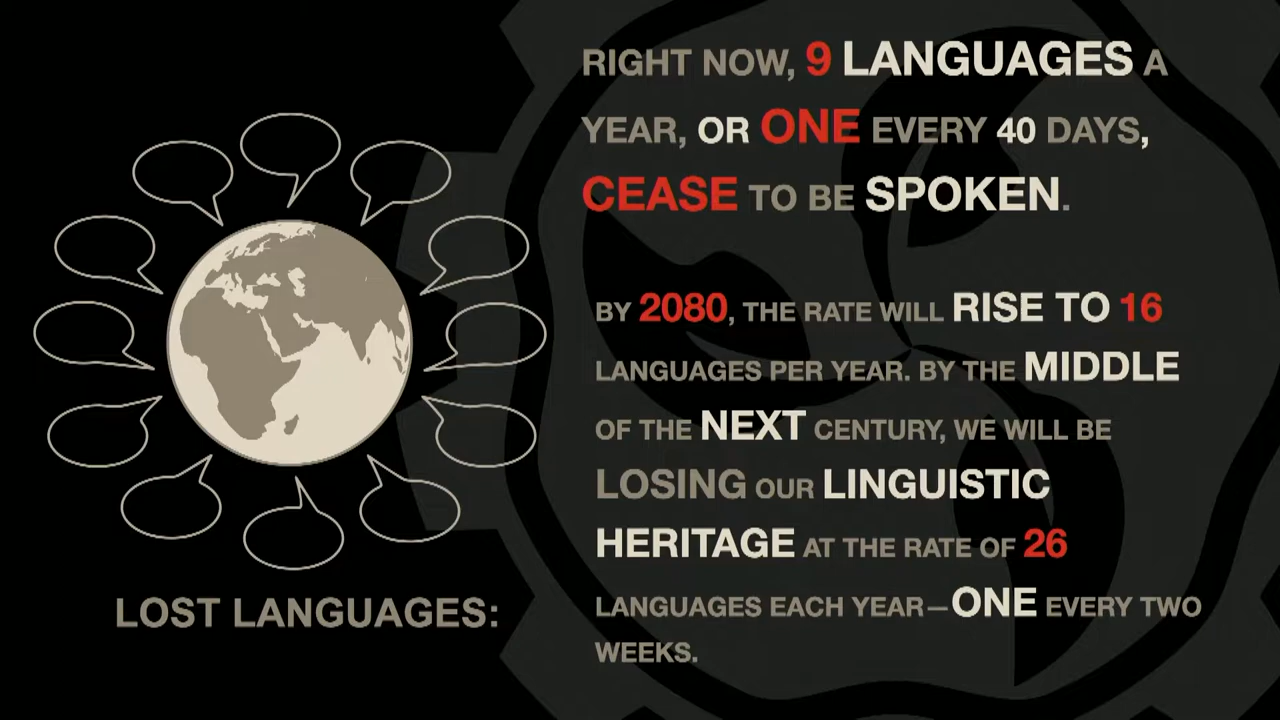 RIGHT NOW, 9 LANGUAGES A
YEAR, OR ONE EVERY 40 DAYS,
CEASE TO BE SPOKEN.
BY 2080, THE RATE WILL RISE TO 16
LANGUAGES PER YEAR. BY THE MIDDLE
OF THE NEXT CENTURY, WE WILL BE
LOSING OUR LINGUISTIC
HERITAGE AT THE RATE OF 26
LANGUAGES EACH YEAR—ONE EVERY TWO
WEEKS.
LOST LANGUAGES: